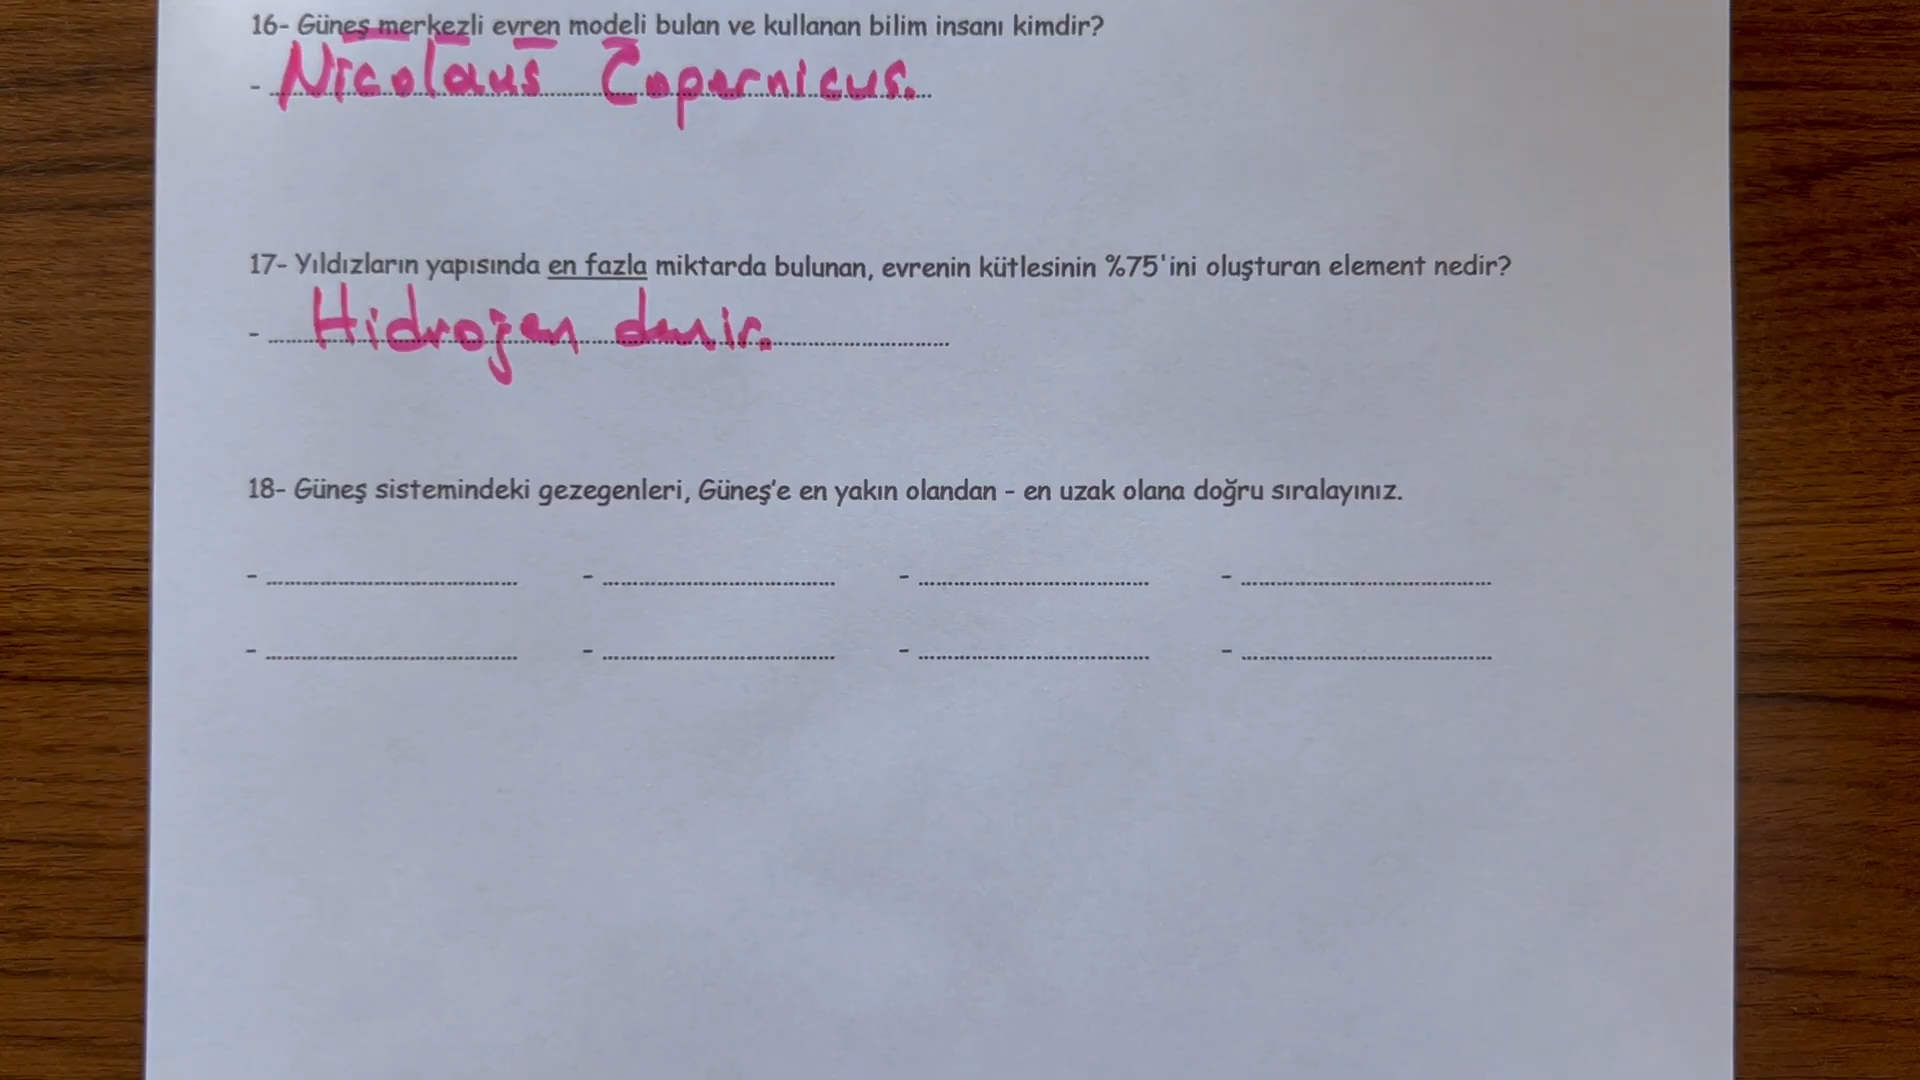 16- Güneş merkezli evren modeli bulan ve kullanan bilim insanı kimdir?
- Nicolaus Copernicus.
17- Yıldızların yapısında en fazla miktarda bulunan, evrenin kütlesinin %75'ini oluşturan element nedir?
- Hidrojen denir.
18- Güneş sistemindeki gezegenleri, Güneş'e en yakın olandan - en uzak olana doğru sıralayınız.
- - - -
- - - -